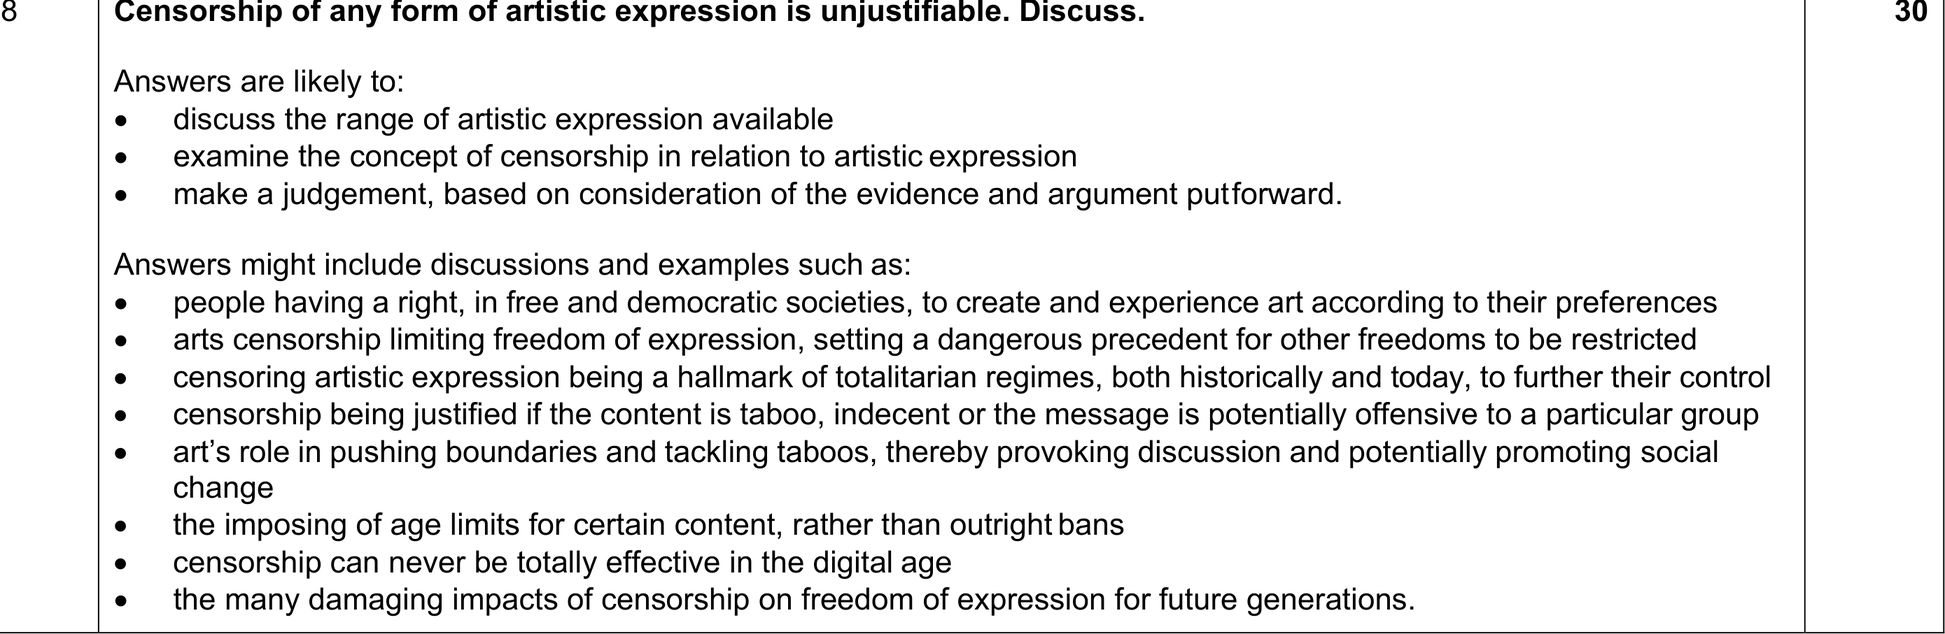 8 Censorship of any form of artistic expression is unjustifiable. Discuss. 30
Answers are likely to:
• discuss the range of artistic expression available
• examine the concept of censorship in relation to artistic expression
• make a judgement, based on consideration of the evidence and argument putforward.
Answers might include discussions and examples such as:
• people having a right, in free and democratic societies, to create and experience art according to their preferences
• arts censorship limiting freedom of expression, setting a dangerous precedent for other freedoms to be restricted
• censoring artistic expression being a hallmark of totalitarian regimes, both historically and today, to further their control
• censorship being justified if the content is taboo, indecent or the message is potentially offensive to a particular group
• art’s role in pushing boundaries and tackling taboos, thereby provoking discussion and potentially promoting social
change
• the imposing of age limits for certain content, rather than outright bans
• censorship can never be totally effective in the digital age
• the many damaging impacts of censorship on freedom of expression for future generations.